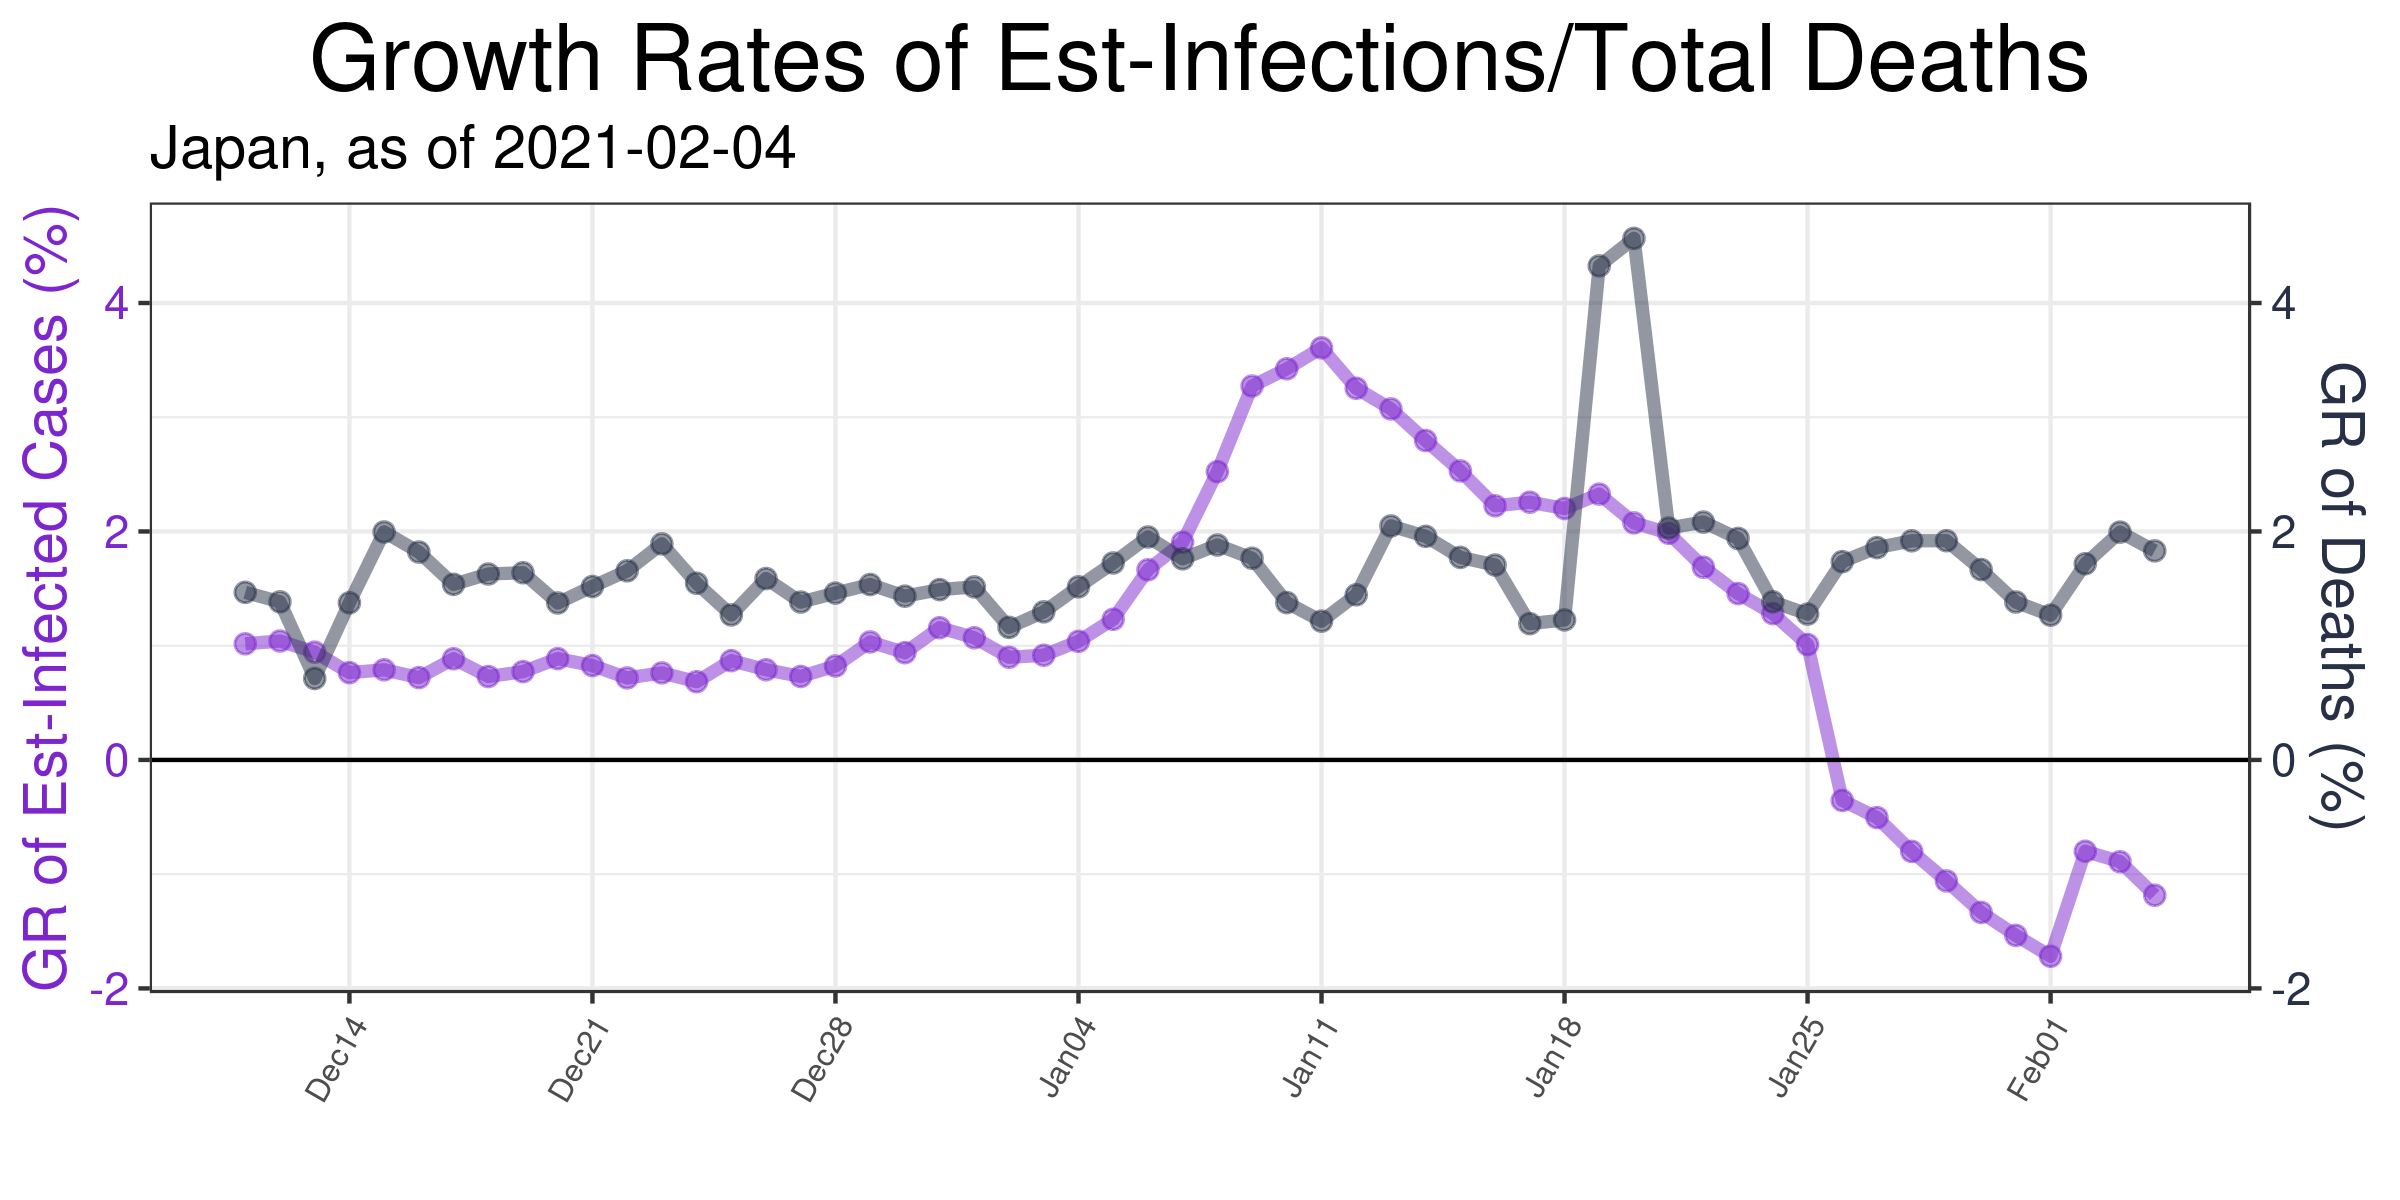 Growth Rates of Est-Infections/Total Deaths
Japan, as of 2021-02-04
GR of Est-Infected Cases (%)
4
2
0
-2
4
2
0
-2
GR of Deaths (%)
Dec14
Dec21
Dec28
Jan04
Jan11
Jan18
Jan25
Feb01